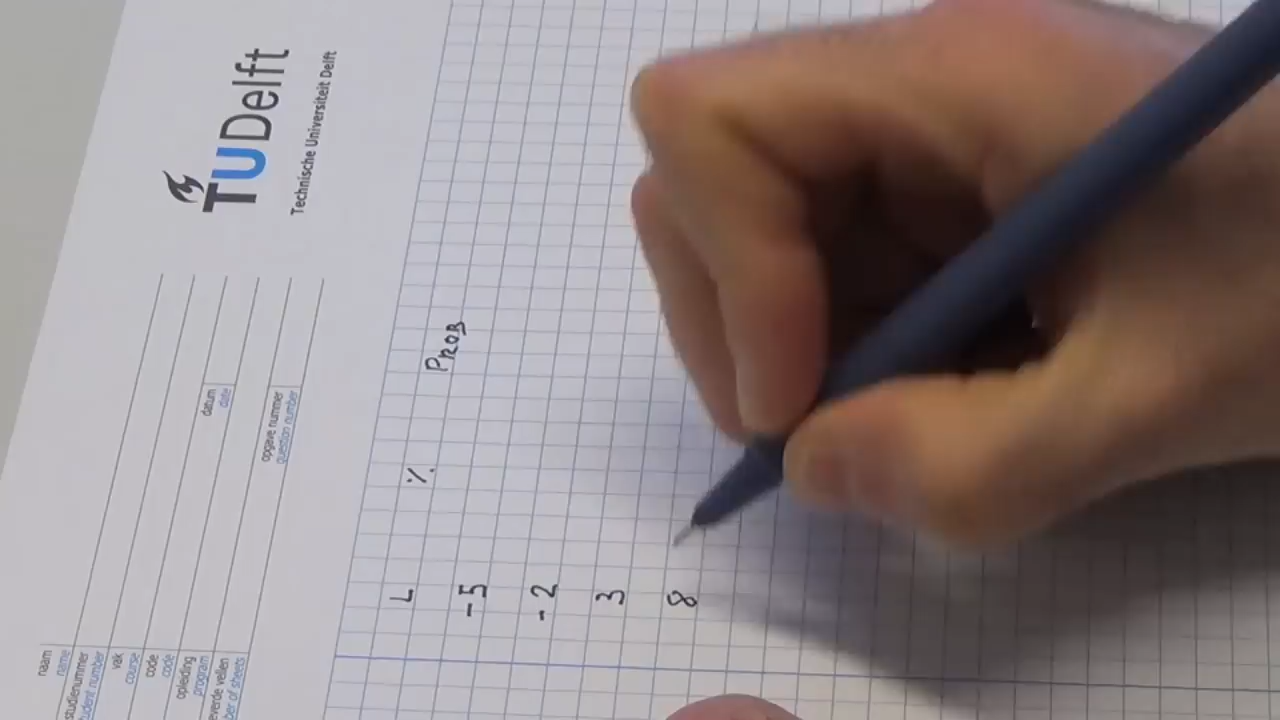 TUDelft
Technische Universiteit Delft
naam
name
studienummer
student number
vak
course
code
code
opleiding
program
datum
date
opgave nummer
question number
L % PROB
-5
-2
3
8